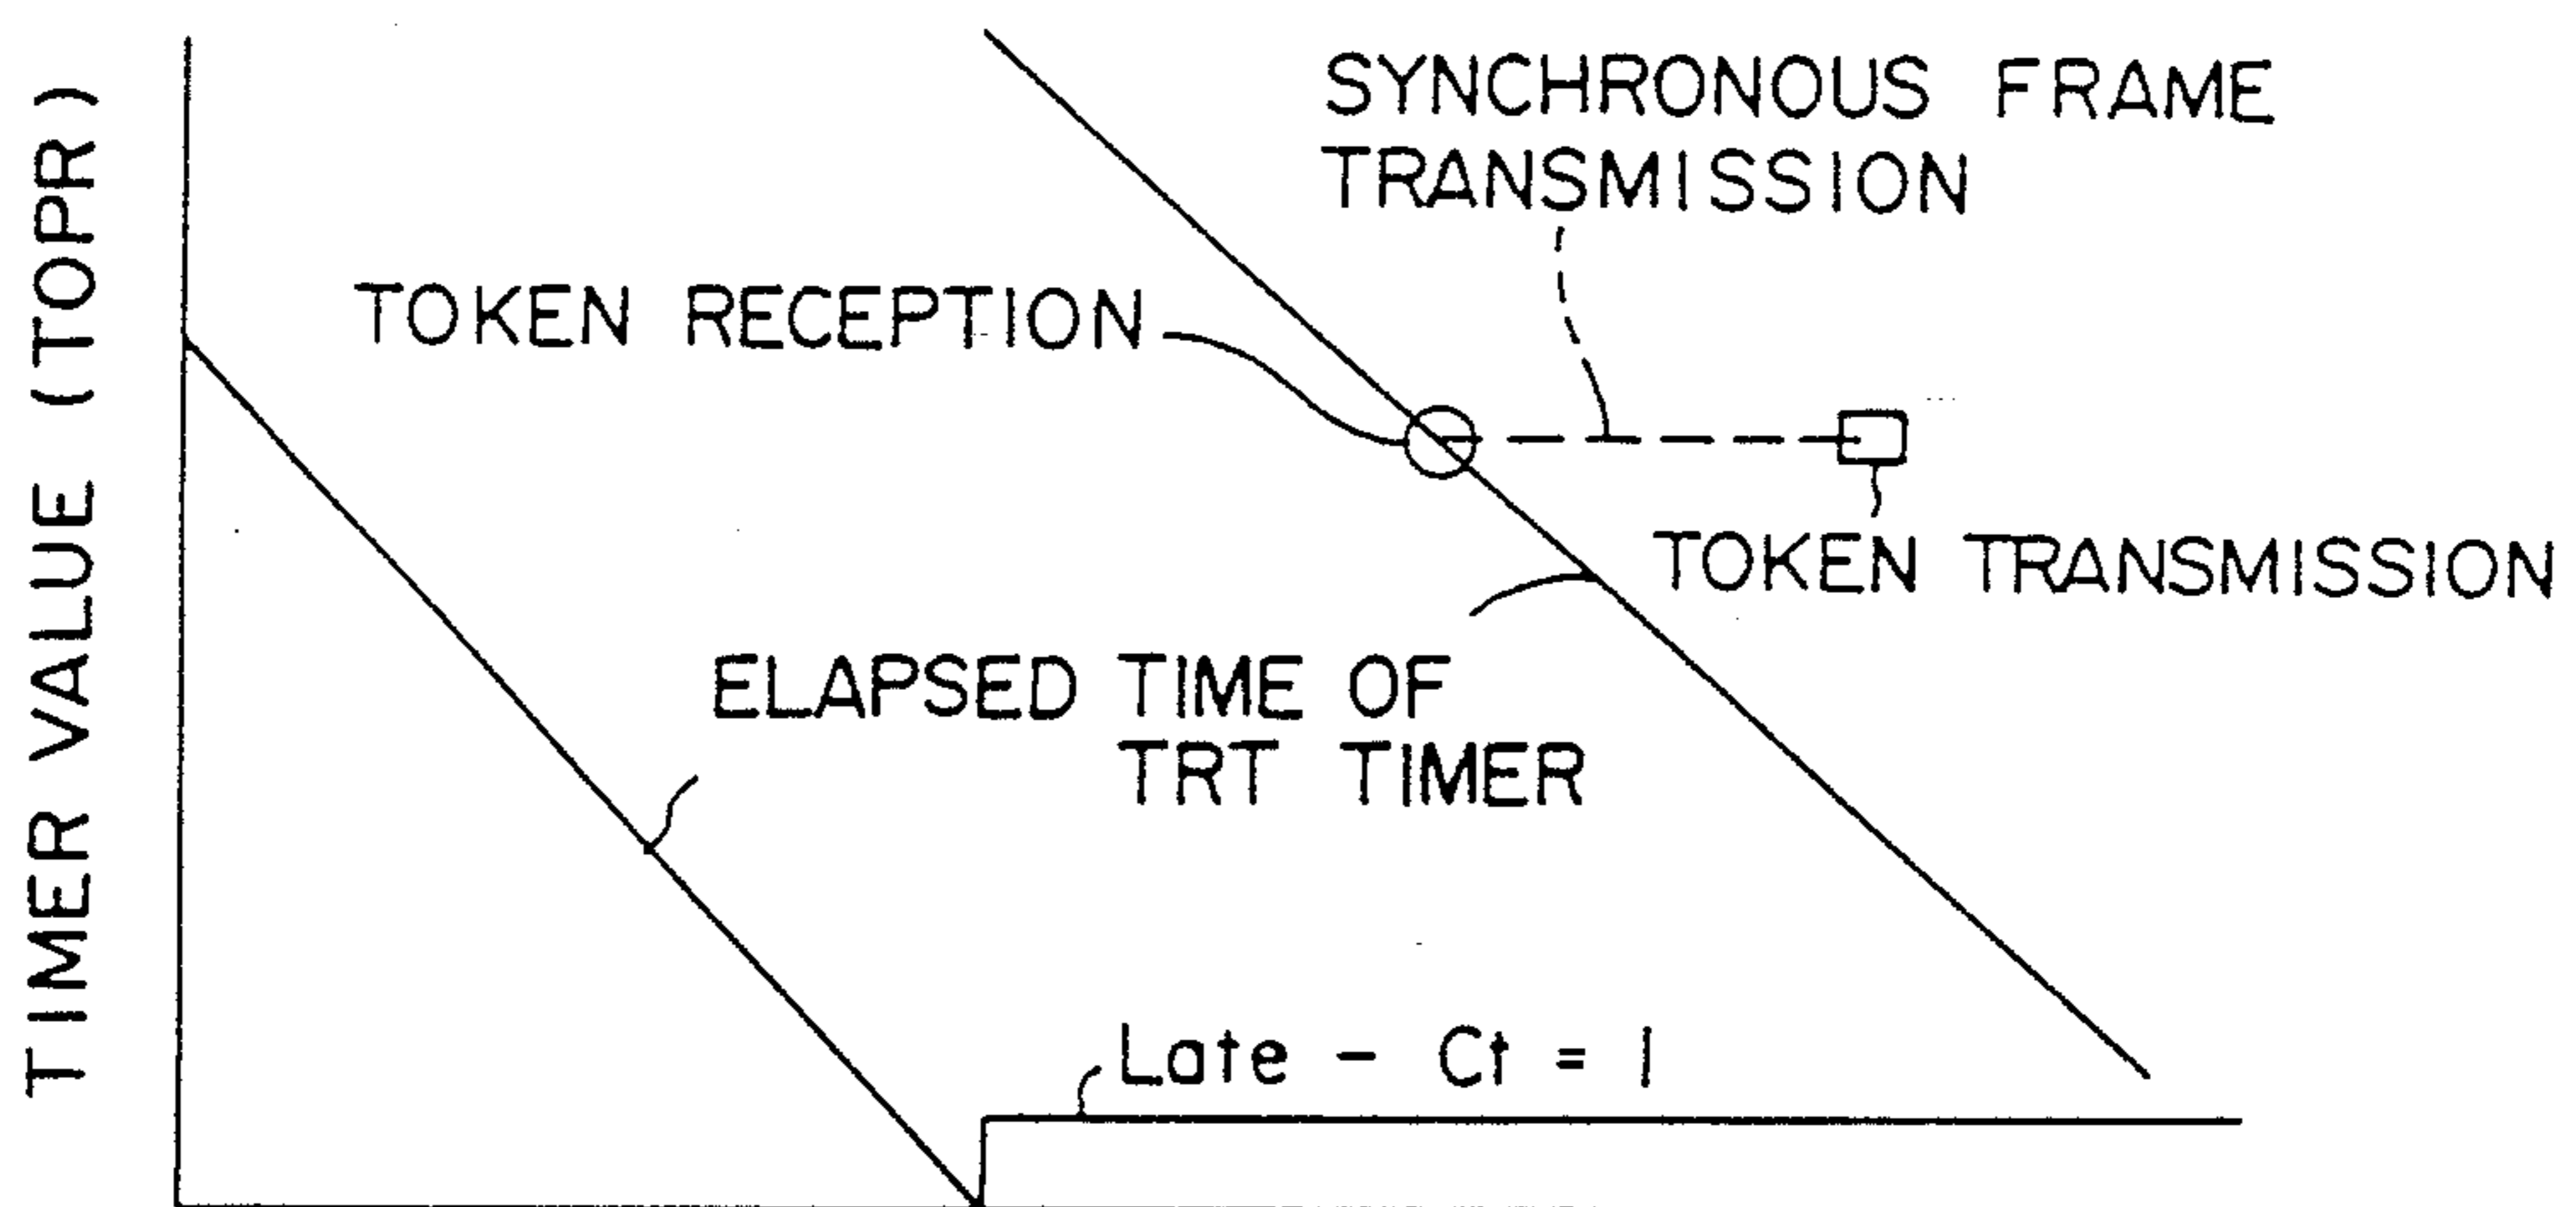 TIMER VALUE (TOPR)
SYNCHRONOUS FRAME
TRANSMISSION
TOKEN RECEPTION
TOKEN TRANSMISSION
ELAPSED TIME OF
TRT TIMER
Late - Ct = 1